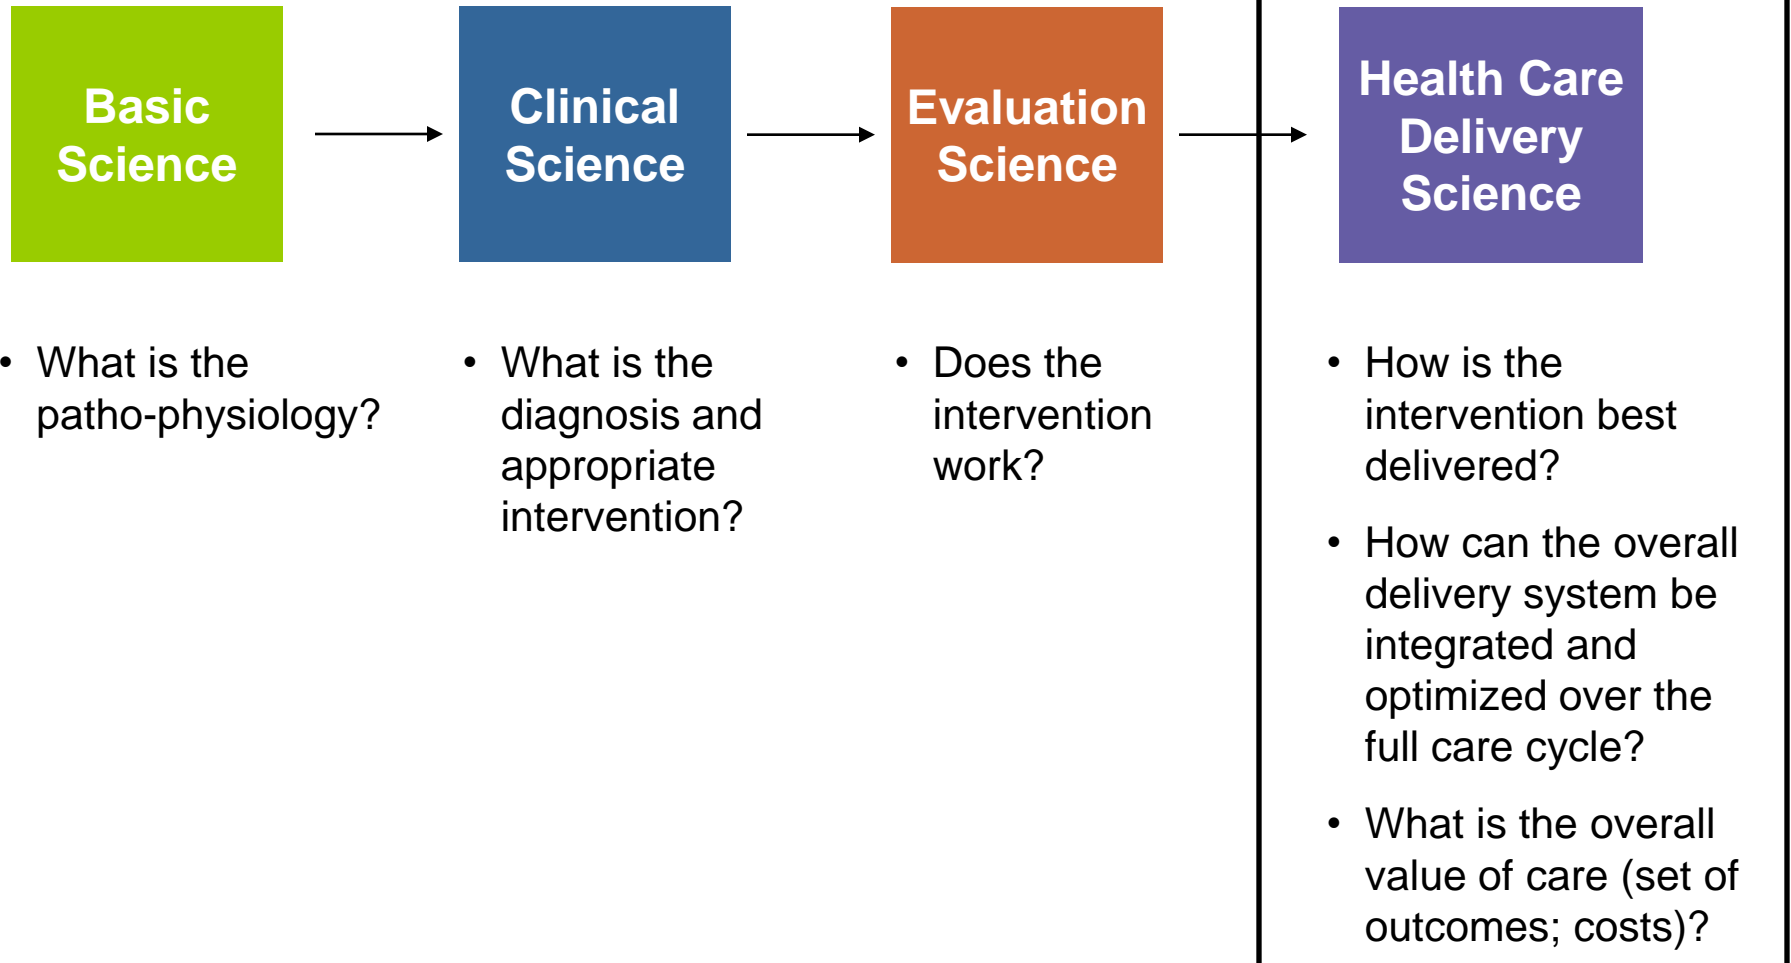 Basic
Science
Clinical
Science
Evaluation
Science
Health Care
Delivery
Science
• What is the
patho-physiology?
• What is the
diagnosis and
appropriate
intervention?
• Does the
intervention
work?
• How is the
intervention best
delivered?
• How can the overall
delivery system be
integrated and
optimized over the
full care cycle?
• What is the overall
value of care (set of
outcomes; costs)?